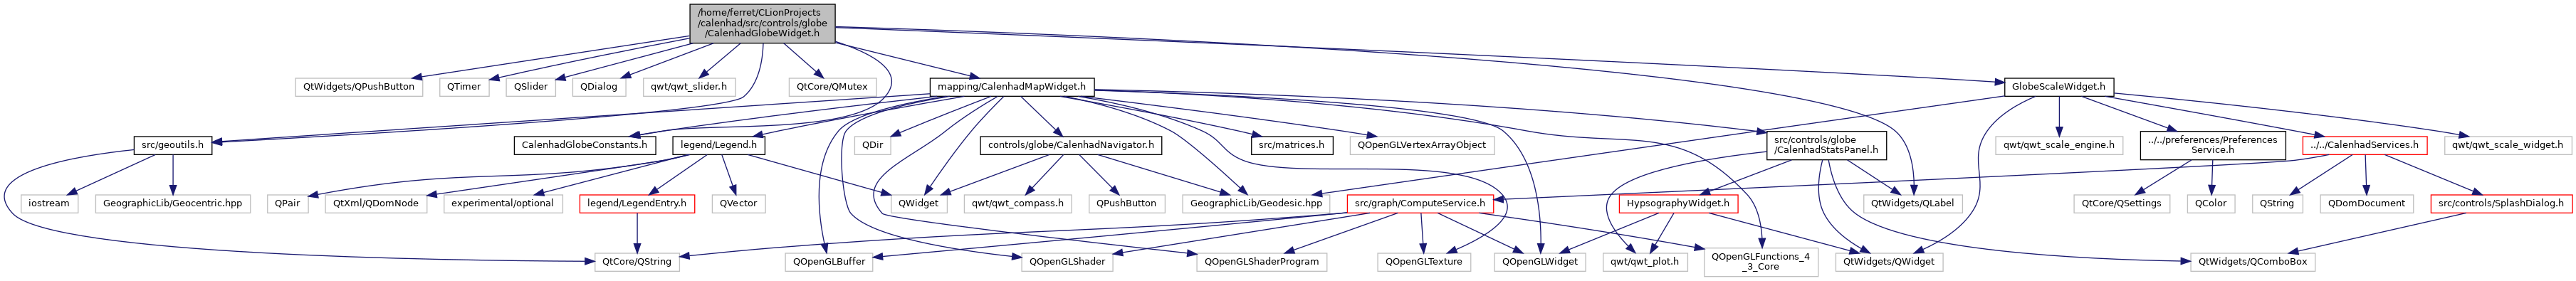 /home/ferret/CLionProjects
/calenhad/src/controls/globe
/CalenhadGlobeWidget.h
QtWidgets/QPushButton
QTimer
QSlider
QDialog
qwt/qwt_slider.h
QtCore/QMutex
mapping/CalenhadMapWidget.h
GlobeScaleWidget.h
src/geoutils.h
CalenhadGlobeConstants.h
legend/Legend.h
QDir
controls/globe/CalenhadNavigator.h
src/matrices.h
QOpenGLVertexArrayObject
src/controls/globe
/CalenhadStatsPanel.h
qwt/qwt_scale_engine.h
../../preferences/Preferences
Service.h
../../CalenhadServices.h
qwt/qwt_scale_widget.h
iostream
GeographicLib/Geocentric.hpp
QPair
QtXml/QDomNode
experimental/optional
legend/LegendEntry.h
QVector
QWidget
qwt/qwt_compass.h
QPushButton
GeographicLib/Geodesic.hpp
src/graph/ComputeService.h
HypsographyWidget.h
QtWidgets/QLabel
QtCore/QSettings
QColor
QString
QDomDocument
src/controls/SplashDialog.h
QtCore/QString
QOpenGLBuffer
QOpenGLShader
QOpenGLShaderProgram
QOpenGLTexture
QOpenGLWidget
qwt/qwt_plot.h
QOpenGLFunctions_4
_3_Core
QtWidgets/QWidget
QtWidgets/QComboBox